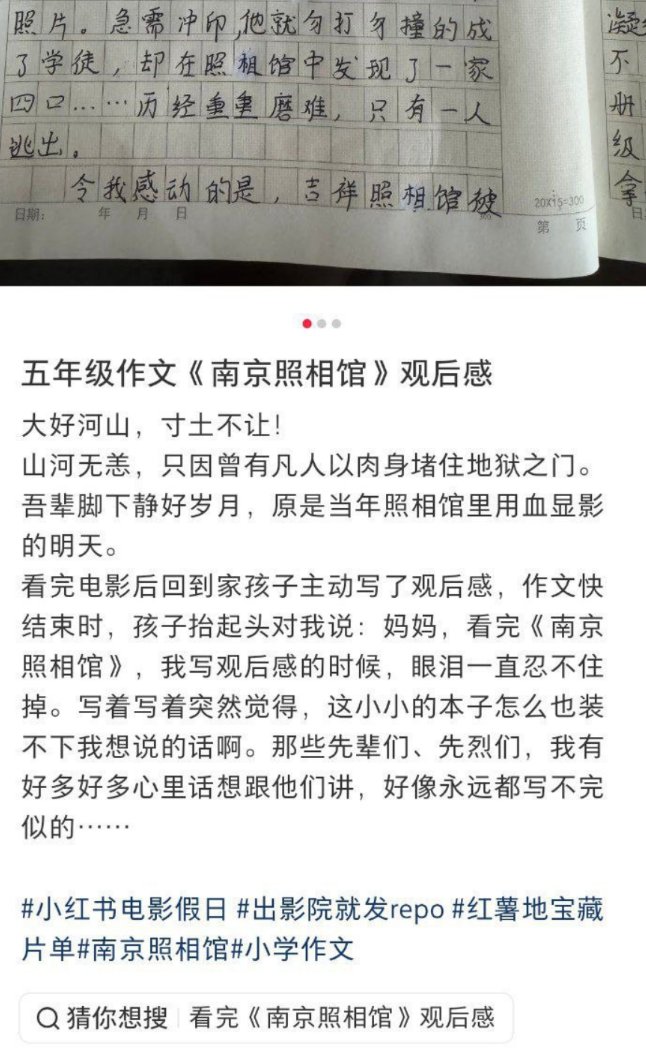 照片。急需冲印,他就勿打勿撞的成
了学徒，却在照相馆中发现了一家
四口……历经重重磨难，只有一人
逃出。
令我感动的是，吉祥照相馆被
日期： 年 月 日
20X15=300
第 页
凝
不
册
级
拿
日
五年级作文《南京照相馆》观后感
大好河山，寸土不让！
山河无恙，只因曾有凡人以肉身堵住地狱之门。
吾辈脚下静好岁月，原是当年照相馆里用血显影
的明天。
看完电影后回到家孩子主动写了观后感，作文快
结束时，孩子抬起头对我说：妈妈，看完《南京
照相馆》，我写观后感的时候，眼泪一直忍不住
掉。写着写着突然觉得，这小小的本子怎么也装
不下我想说的话啊。那些先辈们、先烈们，我有
好多好多心里话想跟他们讲，好像永远都写不完
似的……
#小红书电影假日 #出影院就发repo #红薯地宝藏
片单#南京照相馆#小学作文
猜你想搜 看完《南京照相馆》观后感